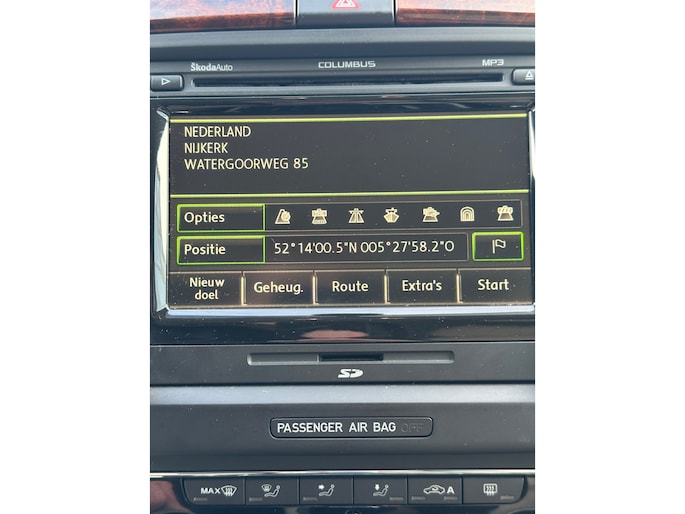 ŠkodaAuto COLUMBUS MP3
NEDERLAND
NIJKERK
WATERGOORWEG 85
Opties
Positie 52°14'00.5"N 005°27'58.2"O
Nieuw doel Geheug. Route Extra's Start
SD
PASSENGER AIR BAG OFF
MAX A